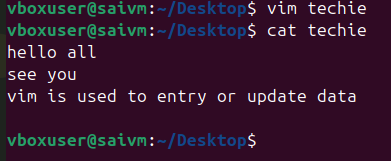 vboxuser@saivm:~/Desktop$ vim techie
vboxuser@saivm:~/Desktop$ cat techie
hello all
see you
vim is used to entry or update data
vboxuser@saivm:~/Desktop$